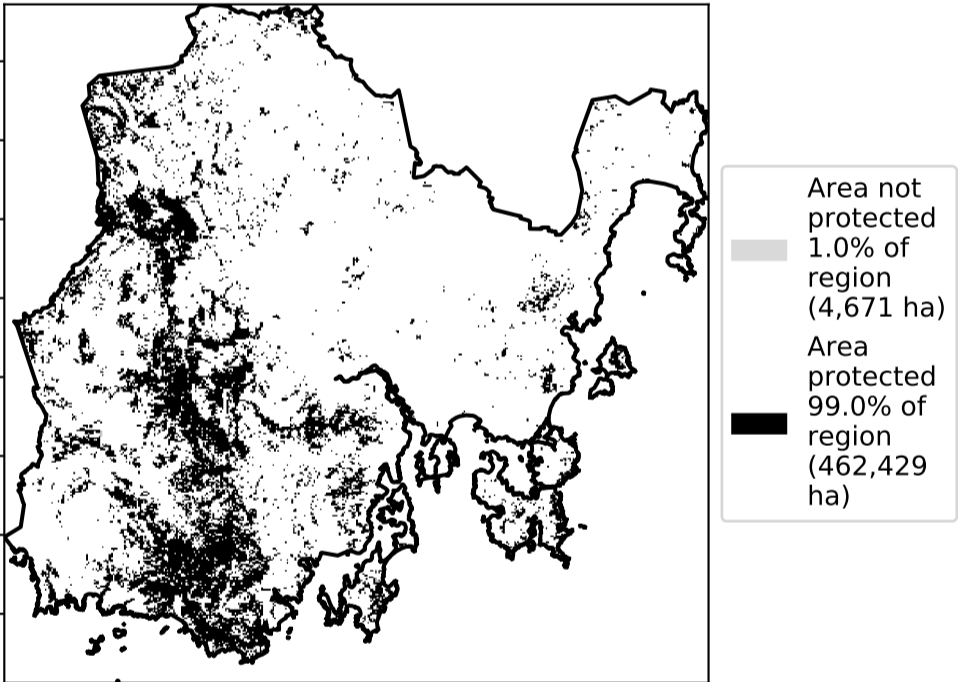 Area not
protected
1.0% of
region
(4,671 ha)
Area
protected
99.0% of
region
(462,429
ha)